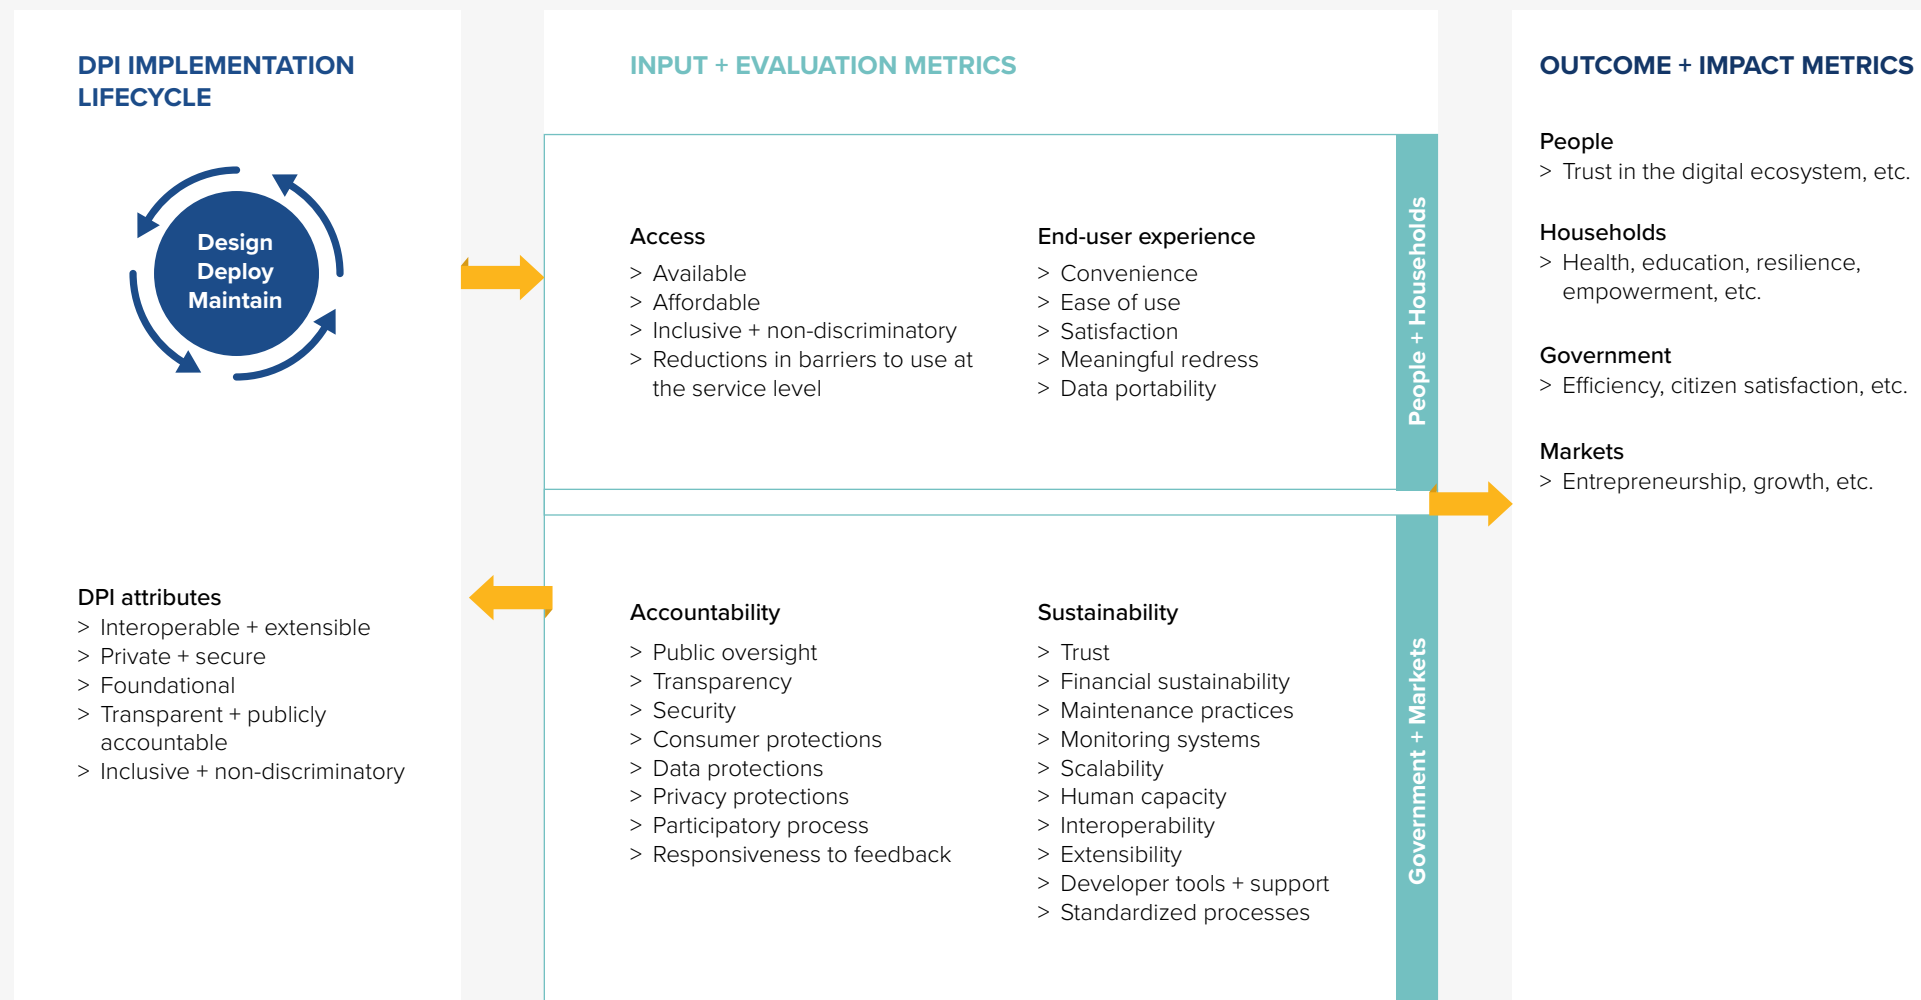 DPI IMPLEMENTATION
LIFECYCLE
Design
Deploy
Maintain
DPI attributes
> Interoperable + extensible
> Private + secure
> Foundational
> Transparent + publicly
accountable
> Inclusive + non-discriminatory
INPUT + EVALUATION METRICS
Access
> Available
> Affordable
> Inclusive + non-discriminatory
> Reductions in barriers to use at
the service level
End-user experience
> Convenience
> Ease of use
> Satisfaction
> Meaningful redress
> Data portability
People + Households
Accountability
> Public oversight
> Transparency
> Security
> Consumer protections
> Data protections
> Privacy protections
> Participatory process
> Responsiveness to feedback
Sustainability
> Trust
> Financial sustainability
> Maintenance practices
> Monitoring systems
> Scalability
> Human capacity
> Interoperability
> Extensibility
> Developer tools + support
> Standardized processes
Government + Markets
OUTCOME + IMPACT METRICS
People
> Trust in the digital ecosystem, etc.
Households
> Health, education, resilience,
empowerment, etc.
Government
> Efficiency, citizen satisfaction, etc.
Markets
> Entrepreneurship, growth, etc.